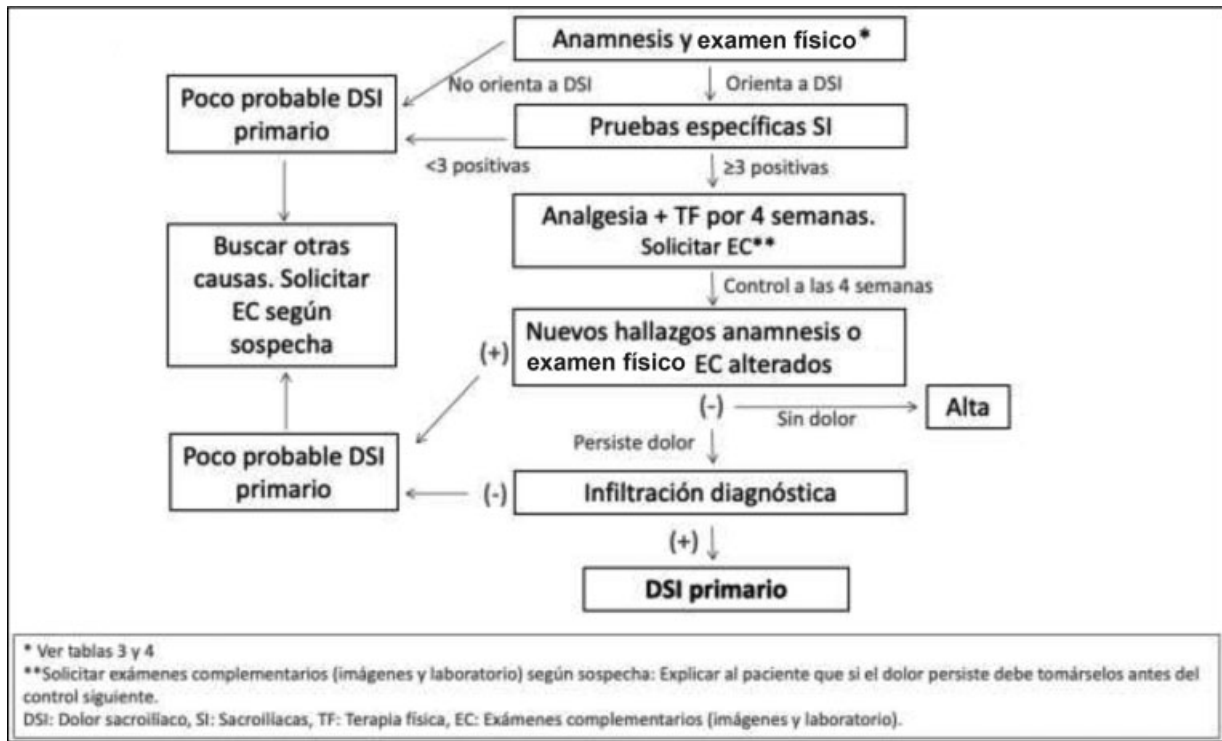 Anamnesis y examen físico*
No orienta a DSI
Orienta a DSI
Poco probable DSI
primario
Pruebas específicas SI
<3 positivas
≥3 positivas
Analgesia + TF por 4 semanas.
Solicitar EC**
Buscar otras
causas. Solicitar
EC según
sospecha
Control a las 4 semanas
Nuevos hallazgos anamnesis o
examen físico EC alterados
(+)
(-)
Sin dolor
Alta
Persiste dolor
Poco probable DSI
primario
(-)
Infiltración diagnóstica
(+)
DSI primario
* Ver tablas 3 y 4
**Solicitar exámenes complementarios (imágenes y laboratorio) según sospecha: Explicar al paciente que si el dolor persiste debe tomárselos antes del
control siguiente.
DSI: Dolor sacroilíaco, SI: Sacroilíacas, TF: Terapia física, EC: Exámenes complementarios (imágenes y laboratorio).